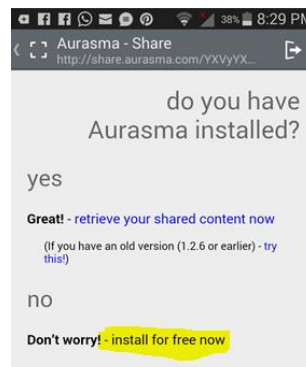 38% 8:29 PM
Aurasma - Share
http://share.aurasma.com/YXVyYX...
do you have
Aurasma installed?
yes
Great! - retrieve your shared content now
(If you have an old version (1.2.6 or earlier) - try
this!)
no
Don't worry! - install for free now